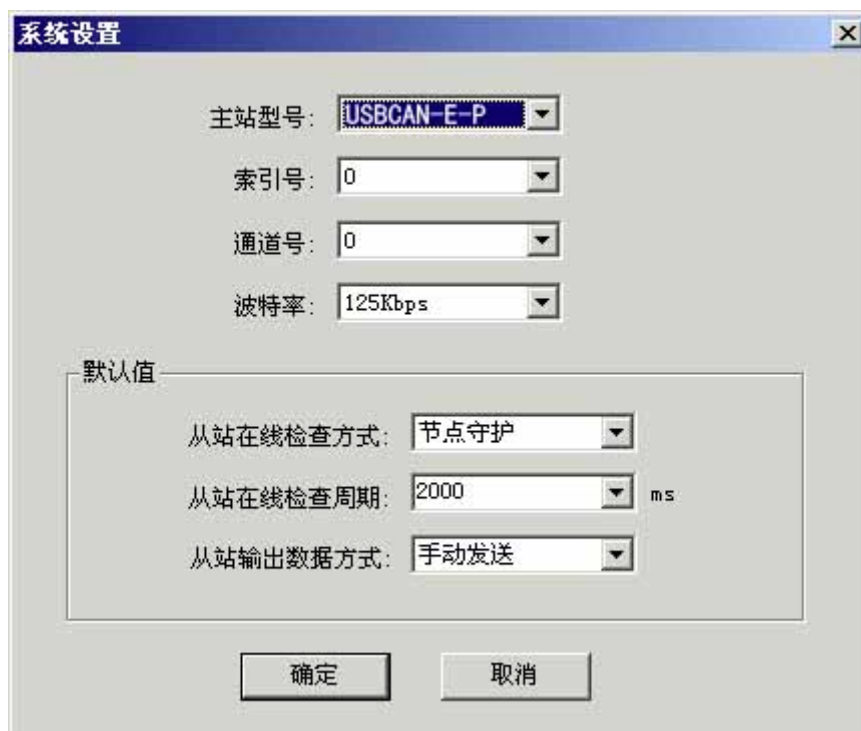 系统设置
主站型号: USBCAN-E-P
索引号: 0
通道号: 0
波特率: 125Kbps
默认值
从站在线检查方式: 节点守护
从站在线检查周期: 2000 ms
从站输出数据方式: 手动发送
确定 取消